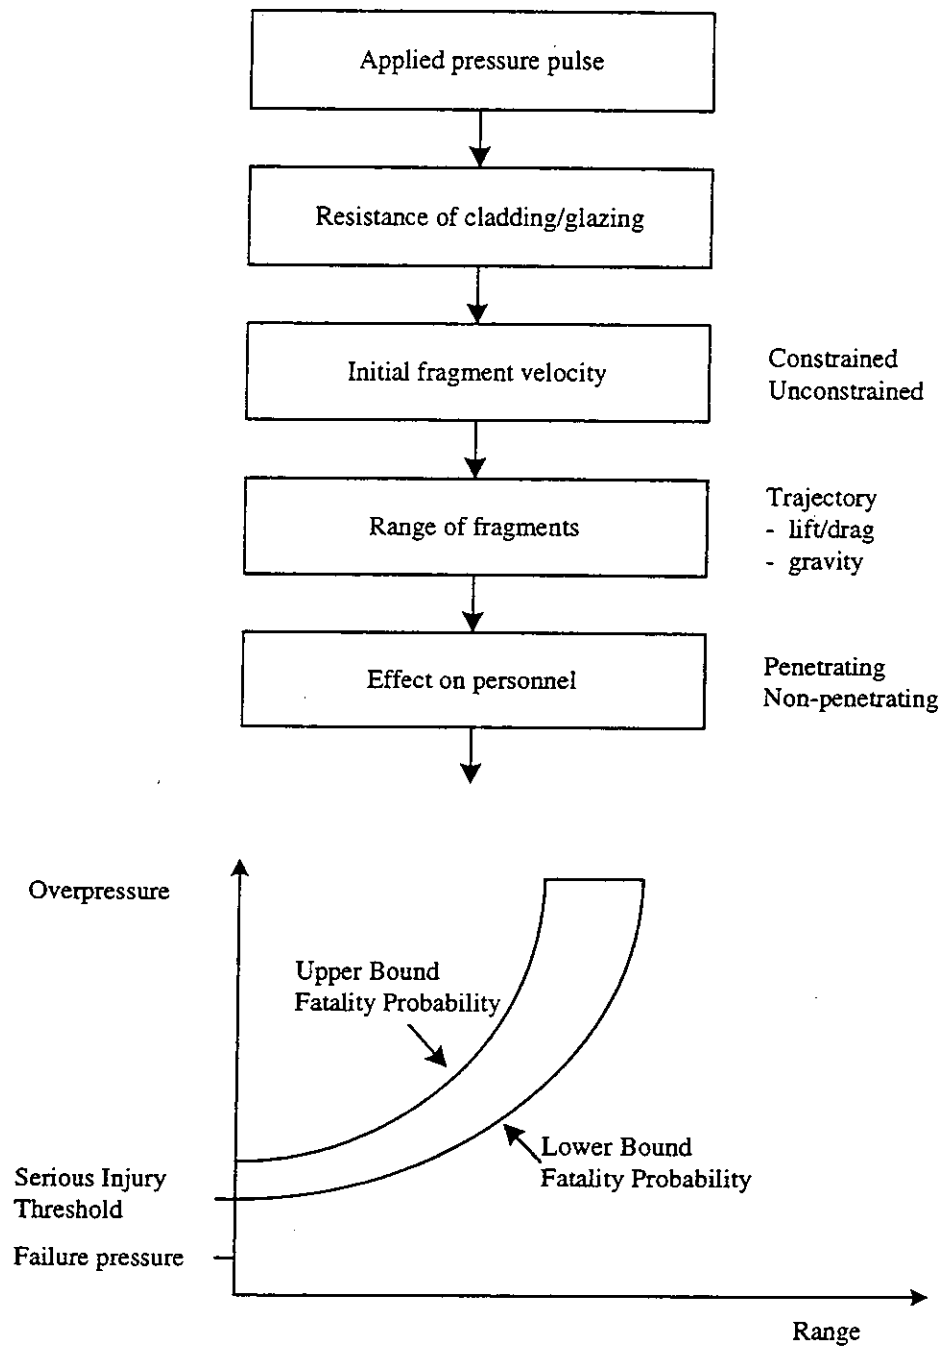 Applied pressure pulse
Resistance of cladding/glazing
Initial fragment velocity
Constrained
Unconstrained
Range of fragments
Trajectory
- lift/drag
- gravity
Effect on personnel
Penetrating
Non-penetrating
Overpressure
Upper Bound
Fatality Probability
Lower Bound
Fatality Probability
Serious Injury
Threshold
Failure pressure
Range